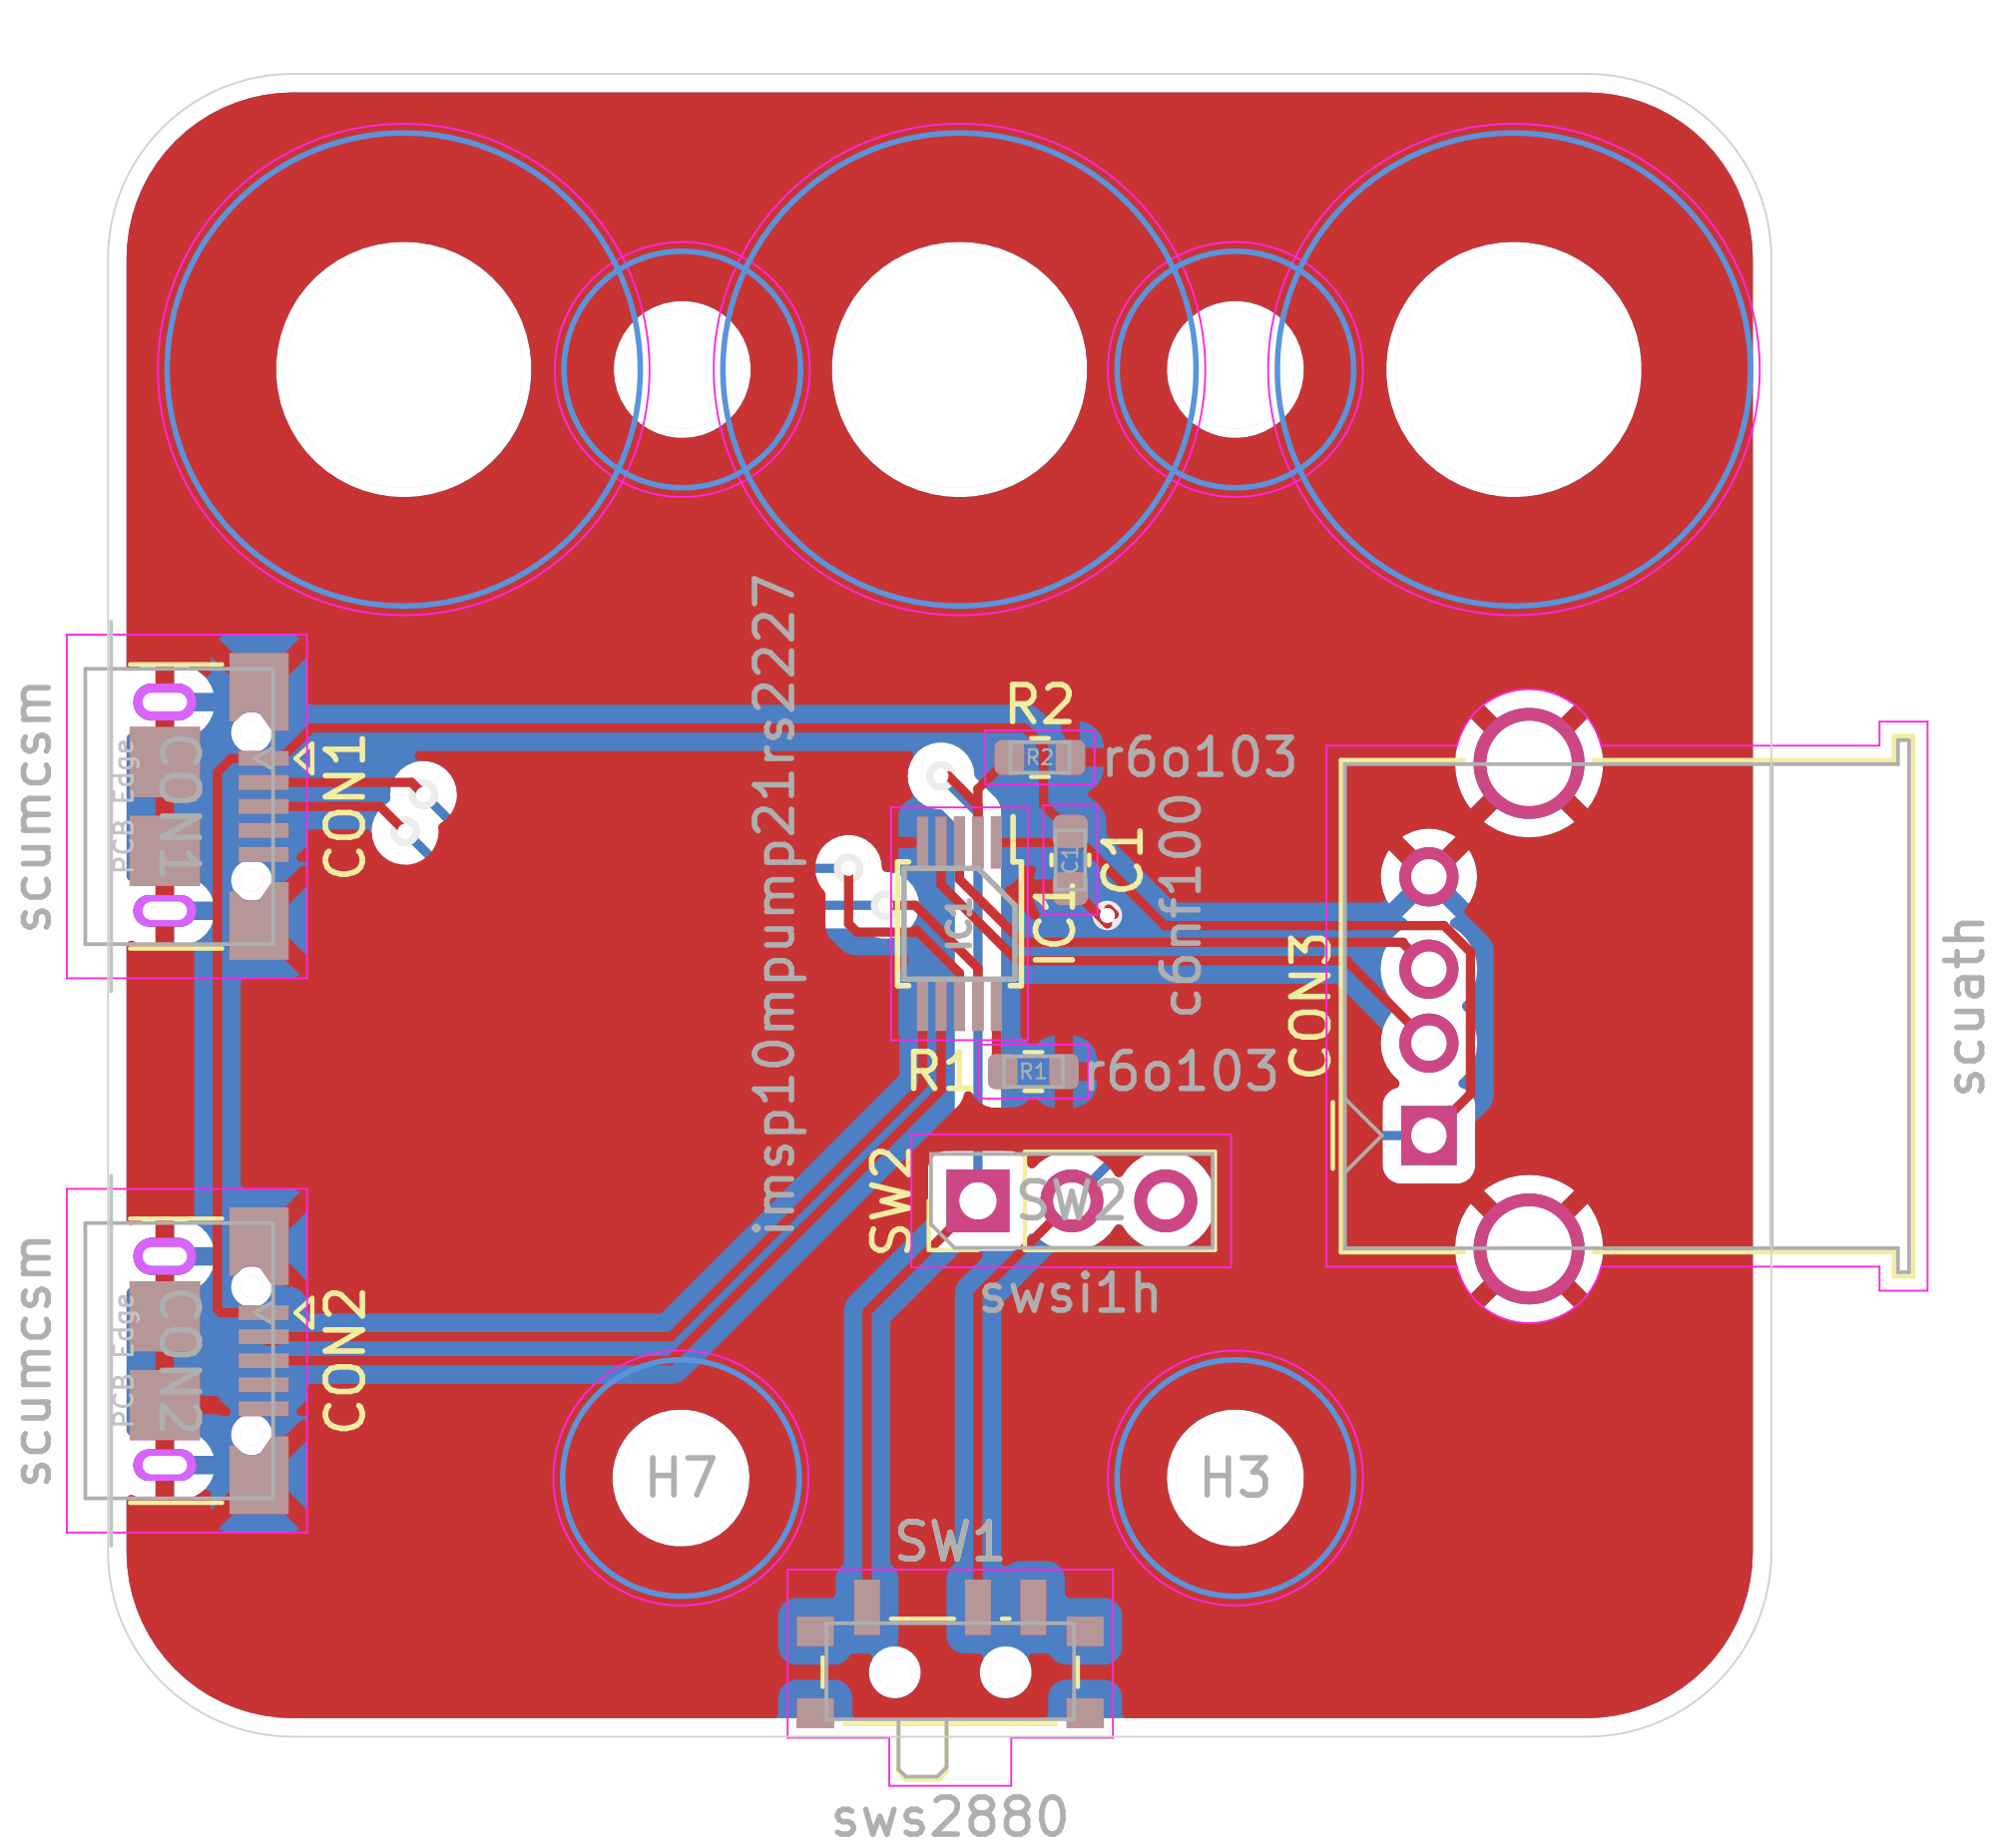 imsp10mpump21rs2227
R2
R2
r6o103
scumcsm
PCB Edge
CON1
CON1
C1
C1
c6nf100
IC1
IC1
CON3
scuath
R1
R1
r6o103
SW2
SW2
swsi1h
scumcsm
PCB Edge
CON2
CON2
H7
H3
SW1
sws2880